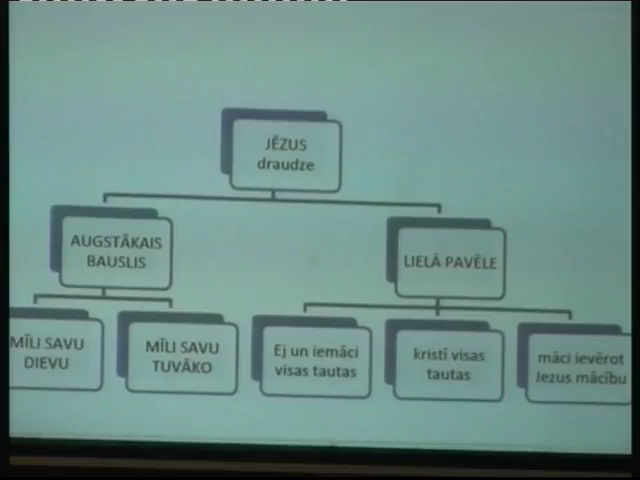 JĒZUS
draudze
AUGSTĀKAIS
BAUSLIS
LIELĀ PAVĒLE
MĪLI SAVU
DIEVU
MĪLI SAVU
TUVĀKO
Ej un iemāci
visas tautas
kristī visas
tautas
māci ievērot
Jezus mācību